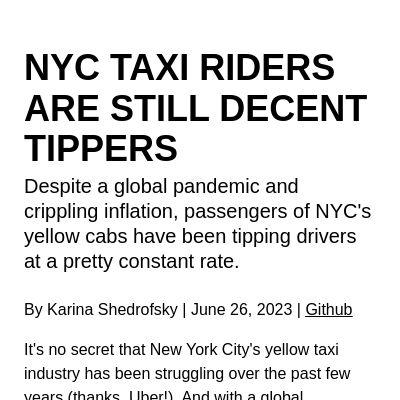 NYC TAXI RIDERS
ARE STILL DECENT
TIPPERS
Despite a global pandemic and
crippling inflation, passengers of NYC's
yellow cabs have been tipping drivers
at a pretty constant rate.
By Karina Shedrofsky | June 26, 2023 | Github
It's no secret that New York City's yellow taxi
industry has been struggling over the past few
years (thanks, Uber!). And with a global